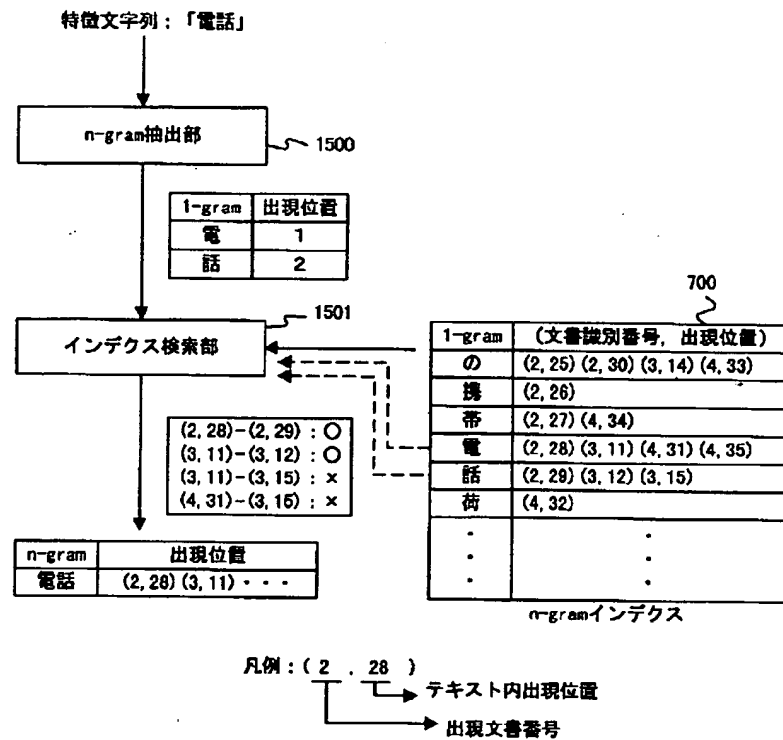 特徴文字列：「電話」
n-gram抽出部
1500
1-gram 出現位置
電 1
話 2
インデクス検索部
1501
700
1-gram (文書識別番号, 出現位置)
の (2, 25) (2, 30) (3, 14) (4, 33)
携 (2, 26)
帯 (2, 27) (4, 34)
電 (2, 28) (3, 11) (4, 31) (4, 35)
話 (2, 29) (3, 12) (3, 15)
荷 (4, 32)
・ ・
・ ・
・ ・
n-gramインデクス
(2, 28)-(2, 29) : ○
(3, 11)-(3, 12) : ○
(3, 11)-(3, 15) : ×
(4, 31)-(3, 15) : ×
n-gram 出現位置
電話 (2, 28) (3, 11)・・・
凡例：( 2 , 28 )
テキスト内出現位置
出現文書番号